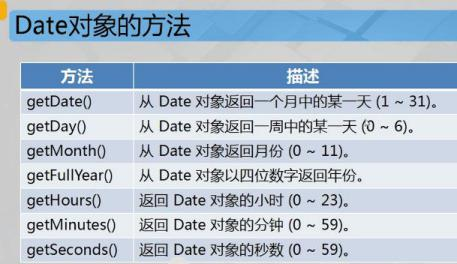 Date对象的方法
方法 描述
getDate() 从 Date 对象返回一个月中的某一天 (1 ~ 31)。
getDay() 从 Date 对象返回一周中的某一天 (0 ~ 6)。
getMonth() 从 Date 对象返回月份 (0 ~ 11)。
getFullYear() 从 Date 对象以四位数字返回年份。
getHours() 返回 Date 对象的小时 (0 ~ 23)。
getMinutes() 返回 Date 对象的分钟 (0 ~ 59)。
getSeconds() 返回 Date 对象的秒数 (0 ~ 59)。